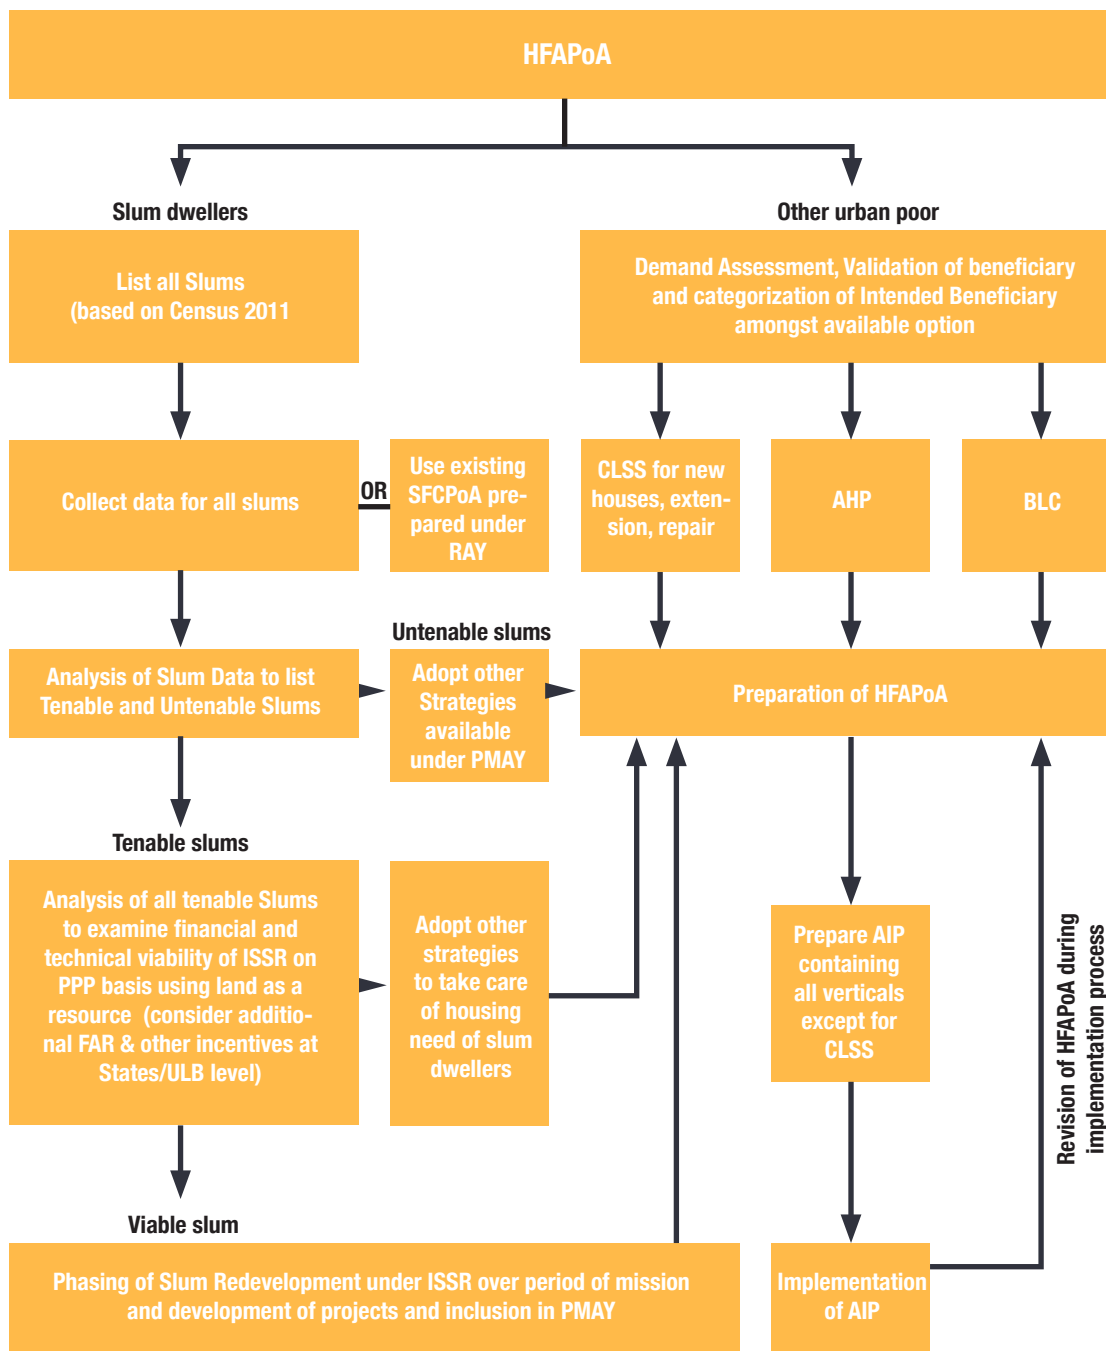 HFAPoA
Slum dwellers
Other urban poor
List all Slums
(based on Census 2011
Demand Assessment, Validation of beneficiary
and categorization of Intended Beneficiary
amongst available option
Collect data for all slums
OR
Use existing
SFCPoA pre-
pared under
RAY
CLSS for new
houses, exten-
sion, repair
AHP
BLC
Untenable slums
Analysis of Slum Data to list
Tenable and Untenable Slums
Adopt other
Strategies
available
under PMAY
Preparation of HFAPoA
Tenable slums
Analysis of all tenable Slums
to examine financial and
technical viability of ISSR on
PPP basis using land as a
resource (consider additio-
nal FAR & other incentives at
States/ULB level)
Adopt other
strategies
to take care
of housing
need of slum
dwellers
Prepare AIP
containing
all verticals
except for
CLSS
Revision of HFAPoA during
implementation process
Viable slum
Phasing of Slum Redevelopment under ISSR over period of mission
and development of projects and inclusion in PMAY
Implementation
of AIP